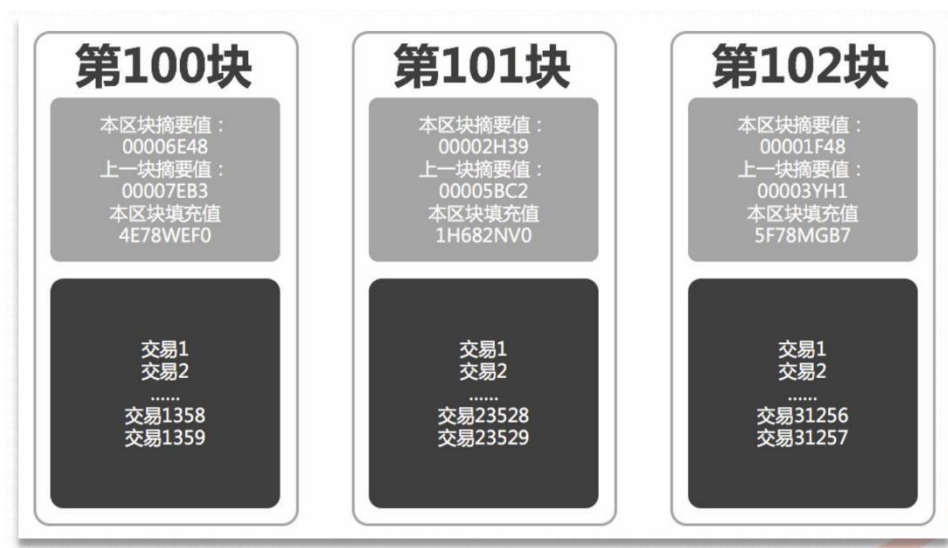 第100块
本区块摘要值：
00006E48
上一块摘要值：
00007EB3
本区块填充值
4E78WEF0
交易1
交易2
......
交易1358
交易1359
第101块
本区块摘要值：
00002H39
上一块摘要值：
00005BC2
本区块填充值
1H682NV0
交易1
交易2
......
交易23528
交易23529
第102块
本区块摘要值：
00001F48
上一块摘要值：
00003YH1
本区块填充值
5F78MGB7
交易1
交易2
......
交易31256
交易31257